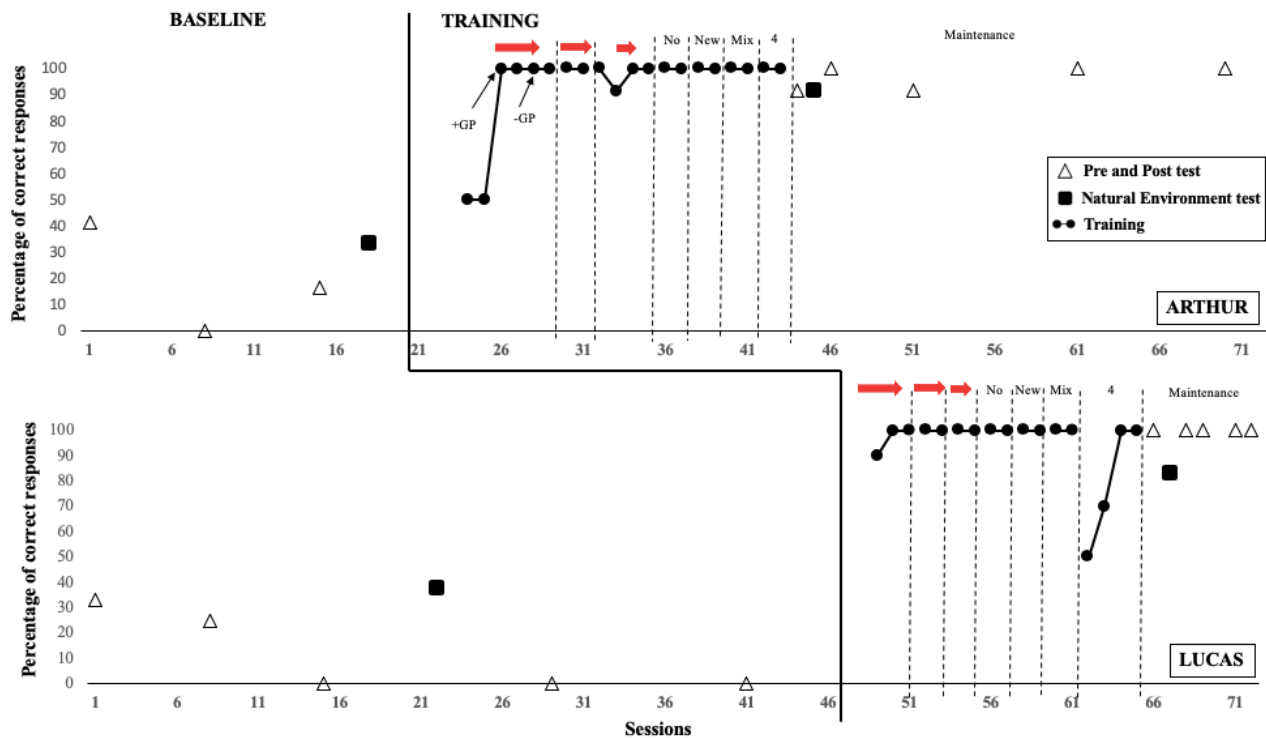 BASELINE
TRAINING
No New Mix 4 Maintenance
Percentage of correct responses
100
90
80
70
60
50
40
30
20
10
0
+GP
-GP
Pre and Post test
Natural Environment test
Training
ARTHUR
1 6 11 16 21 26 31 36 41 46 51 56 61 66 71
No New Mix 4 Maintenance
Percentage of correct responses
100
90
80
70
60
50
40
30
20
10
0
LUCAS
1 6 11 16 21 26 31 36 41 46 51 56 61 66 71
Sessions